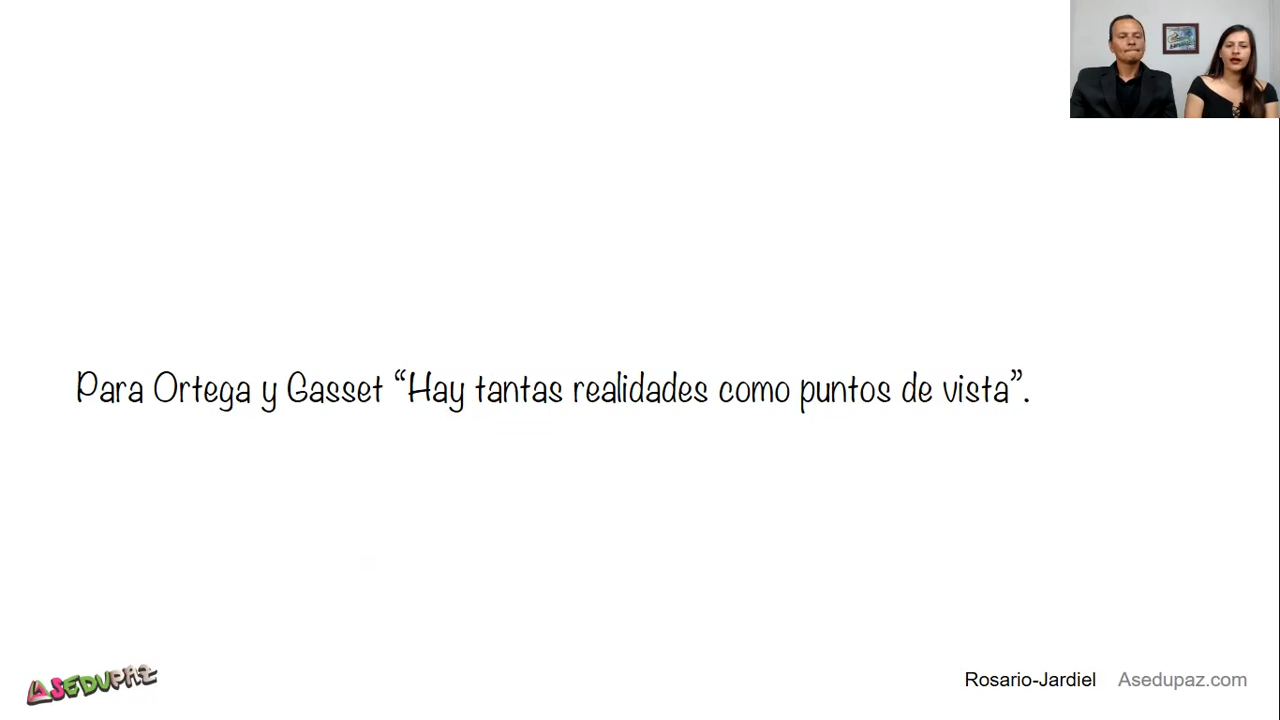 Para Ortega y Gasset “Hay tantas realidades como puntos de vista”.
ASEDUPAZ
Rosario-Jardiel Asedupaz.com